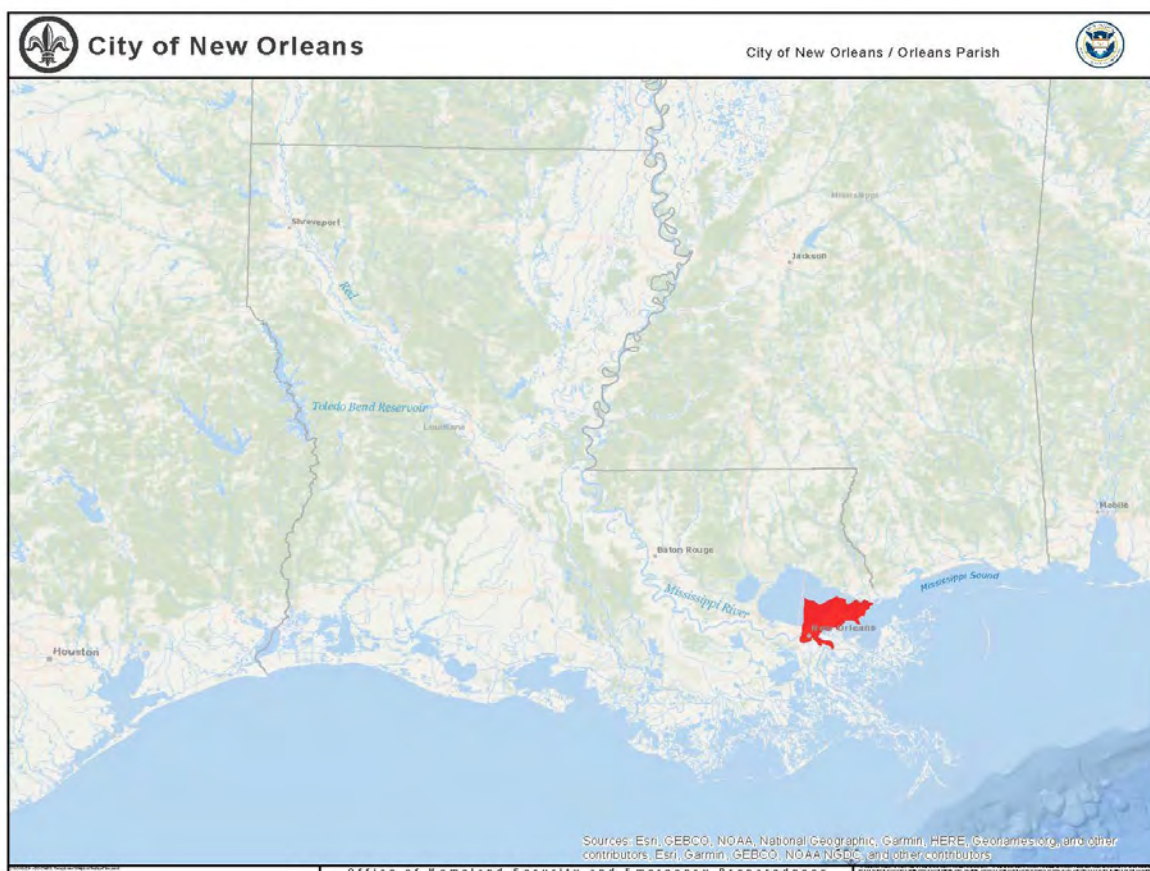 City of New Orleans
City of New Orleans / Orleans Parish
Shreveport
Mississippi
Jackson
Red
Toledo Bend Reservoir
Louisiana
Mobile
Baton Rouge
Mississippi Sound
Mississippi River
New Orleans
Houston
Sources: Esri, GEBCO, NOAA, National Geographic, Garmin, HERE, Geonames.org, and other
contributors, Esri, Garmin, GEBCO, NOAA NGDC, and other contributors
Office of Homeland Security and Emergency Preparedness